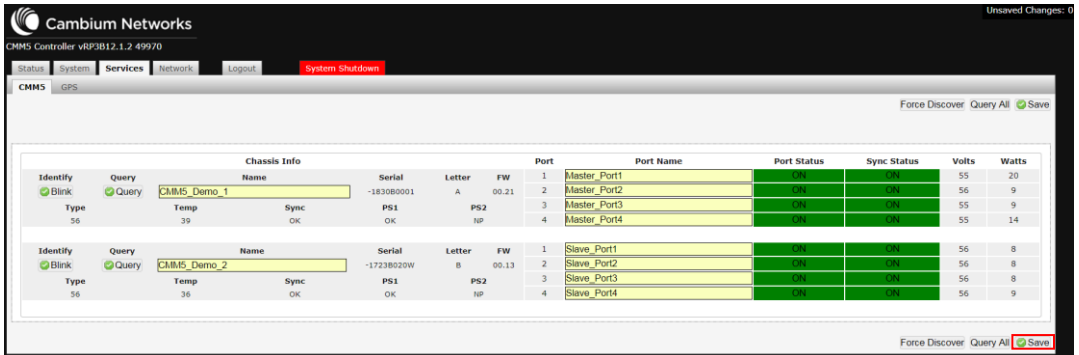 Unsaved Changes: 0
Cambium Networks
CMM5 Controller vRP3B12.1.2 49970
Status System Services Network Logout System Shutdown
CMM5 GPS
Force Discover Query All Save
Chassis Info Port Port Name Port Status Sync Status Volts Watts
Identify Query Name Serial Letter FW 1 Master_Port1 ON ON 55 20
Blink Query CMM5_Demo_1 -1830B0001 A 00.21 2 Master_Port2 ON ON 56 9
Type Temp Sync PS1 PS2 3 Master_Port3 ON ON 55 9
56 39 OK OK NP 4 Master_Port4 ON ON 55 14
Identify Query Name Serial Letter FW 1 Slave_Port1 ON ON 56 8
Blink Query CMM5_Demo_2 -1723B020W B 00.13 2 Slave_Port2 ON ON 56 8
Type Temp Sync PS1 PS2 3 Slave_Port3 ON ON 56 8
56 36 OK OK NP 4 Slave_Port4 ON ON 56 9
Force Discover Query All Save